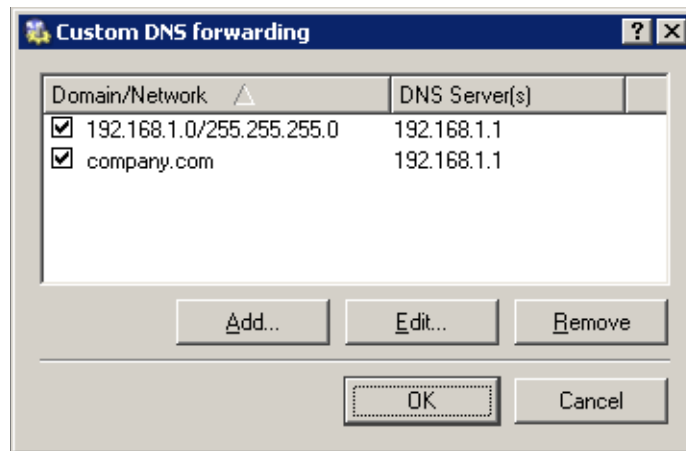 Custom DNS forwarding
Domain/Network DNS Server(s)
192.168.1.0/255.255.255.0 192.168.1.1
company.com 192.168.1.1
Add... Edit... Remove
OK Cancel